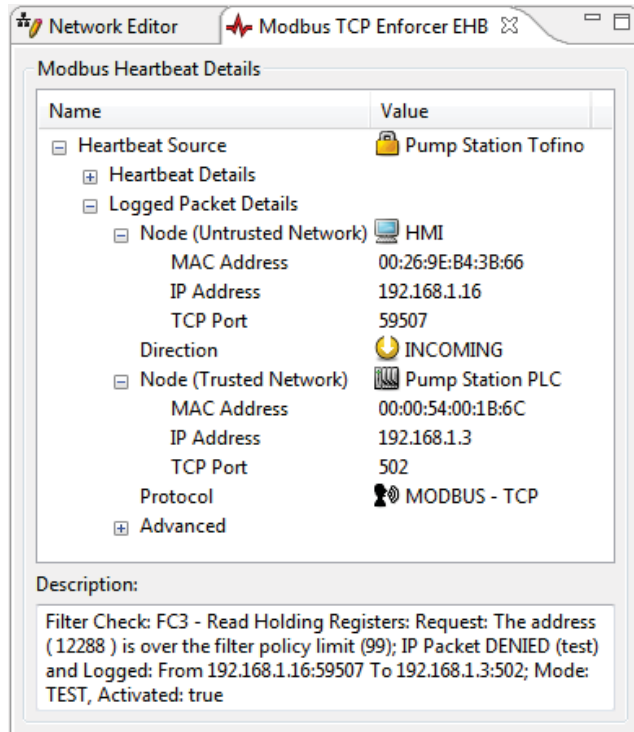 Network Editor Modbus TCP Enforcer EHB
Modbus Heartbeat Details
Name Value
Heartbeat Source Pump Station Tofino
Heartbeat Details
Logged Packet Details
Node (Untrusted Network) HMI
MAC Address 00:26:9E:B4:3B:66
IP Address 192.168.1.16
TCP Port 59507
Direction INCOMING
Node (Trusted Network) Pump Station PLC
MAC Address 00:00:54:00:1B:6C
IP Address 192.168.1.3
TCP Port 502
Protocol MODBUS - TCP
Advanced
Description:
Filter Check: FC3 - Read Holding Registers: Request: The address
( 12288 ) is over the filter policy limit (99); IP Packet DENIED (test)
and Logged: From 192.168.1.16:59507 To 192.168.1.3:502; Mode:
TEST, Activated: true